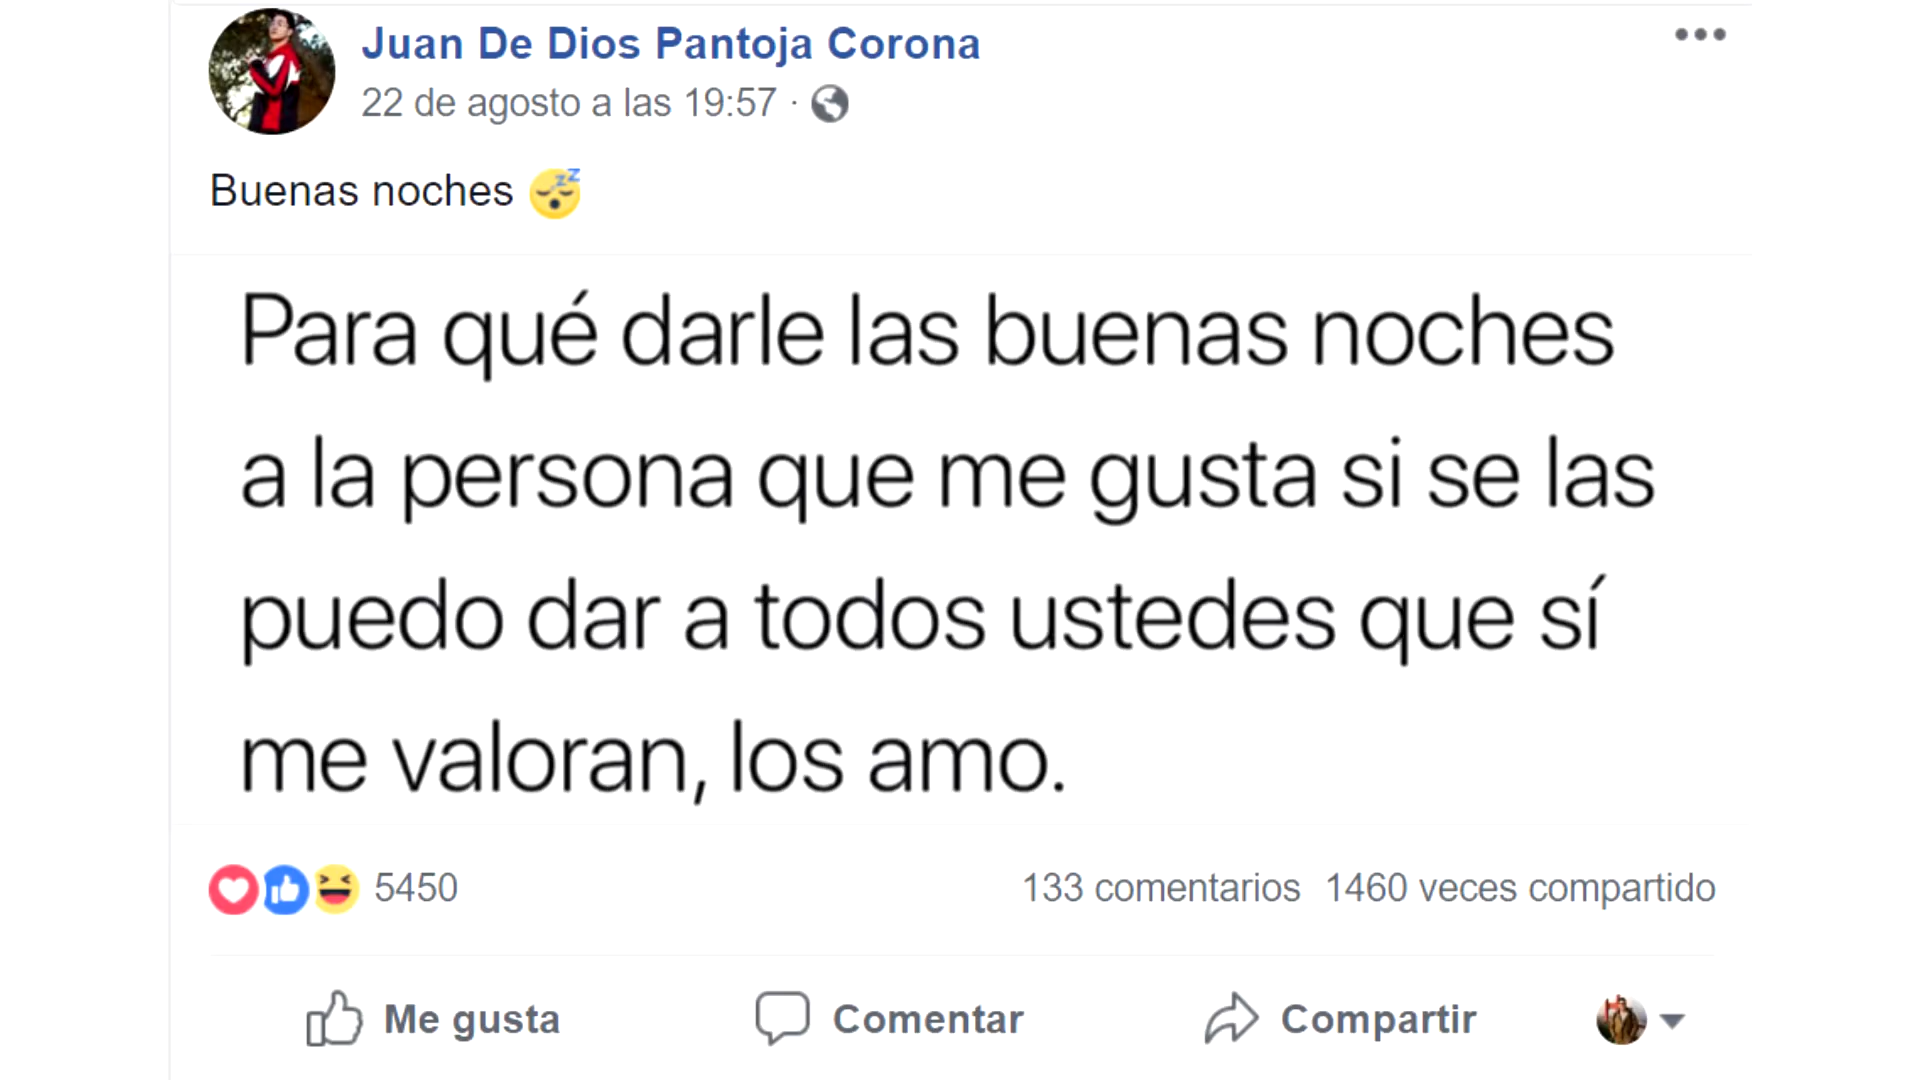 Juan De Dios Pantoja Corona
22 de agosto a las 19:57 ·
Buenas noches 😴
Para qué darle las buenas noches
a la persona que me gusta si se las
puedo dar a todos ustedes que sí
me valoran, los amo.
5450
133 comentarios 1460 veces compartido
Me gusta Comentar Compartir